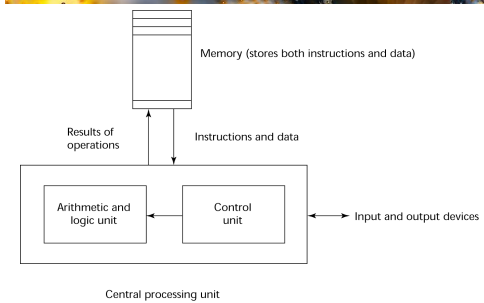 Memory (stores both instructions and data)
Results of
operations
Instructions and data
Arithmetic and
logic unit
Control
unit
Input and output devices
Central processing unit